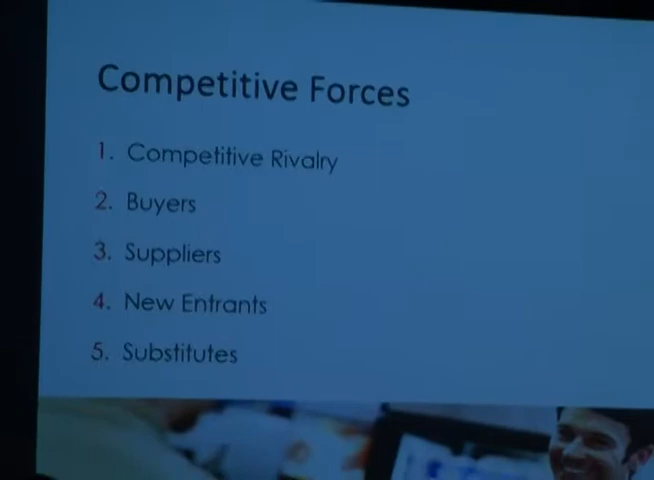 Competitive Forces
1. Competitive Rivalry
2. Buyers
3. Suppliers
4. New Entrants
5. Substitutes